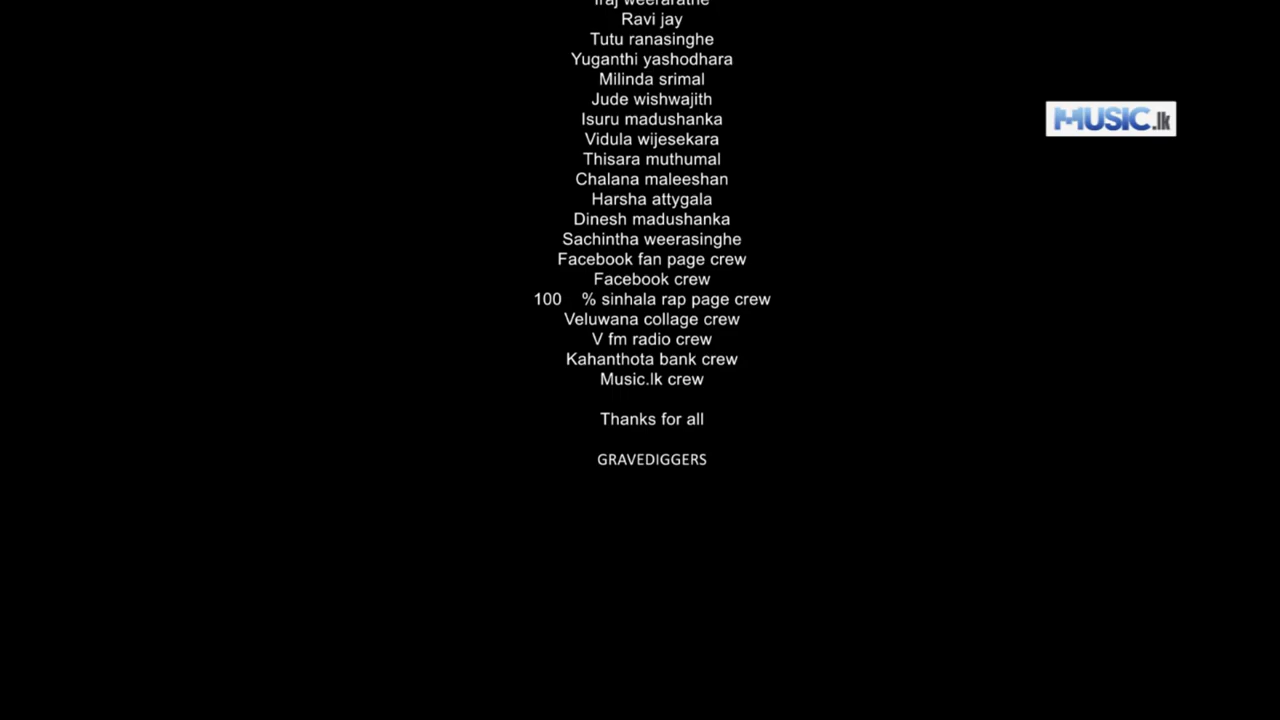 Iraj weerarathe
Ravi jay
Tutu ranasinghe
Yuganthi yashodhara
Milinda srimal
Jude wishwajith
Isuru madushanka
Vidula wijesekara
Thisara muthumal
Chalana maleeshan
Harsha attygala
Dinesh madushanka
Sachintha weerasinghe
Facebook fan page crew
Facebook crew
100 % sinhala rap page crew
Veluwana collage crew
V fm radio crew
Kahanthota bank crew
Music.lk crew
Thanks for all
GRAVEDIGGERS
MUSIC.lk